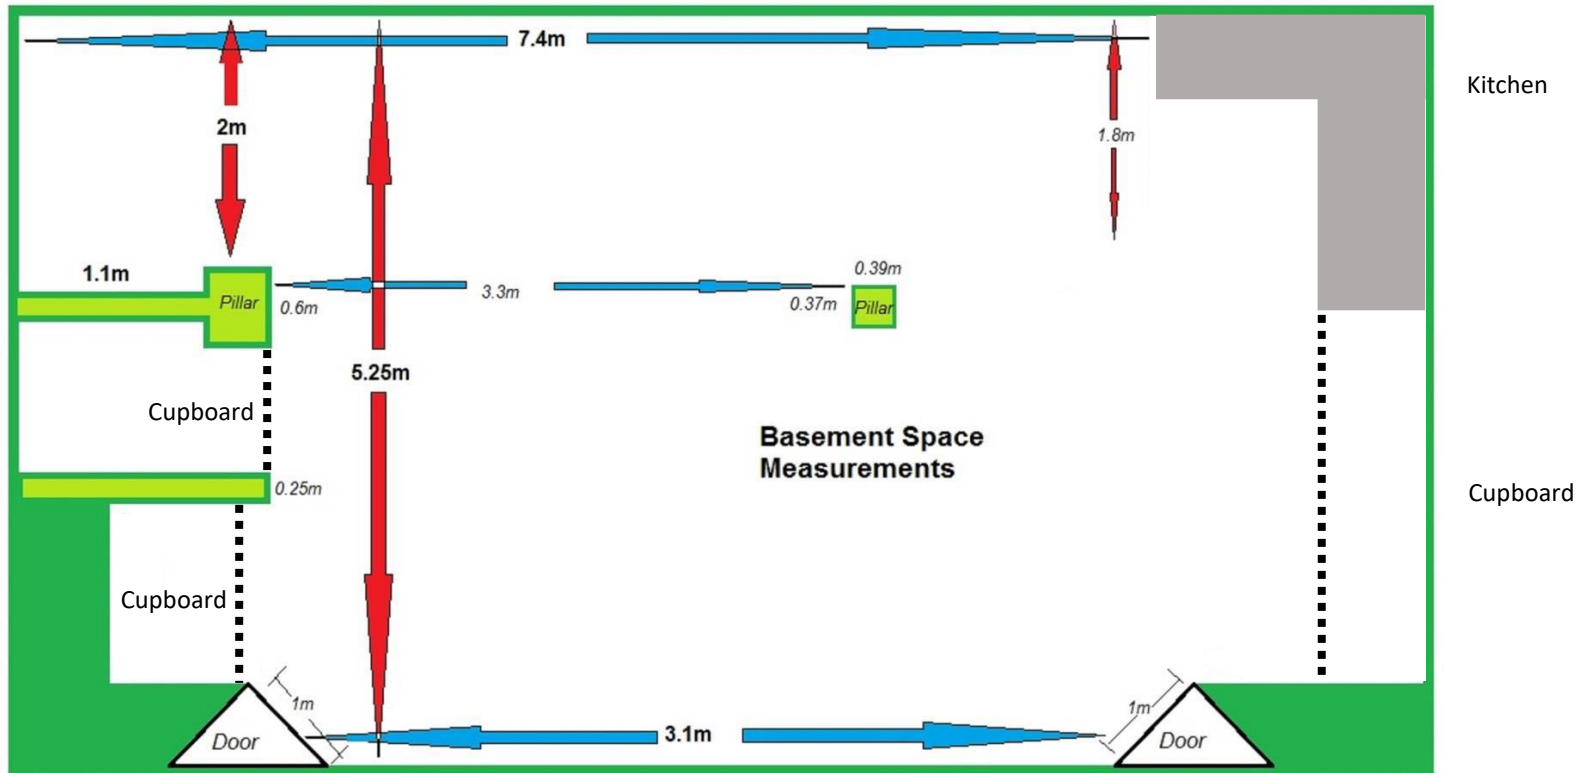 7.4m
Kitchen
2m
1.8m
1.1m
0.39m
Pillar
0.6m
3.3m
0.37m
Pillar
5.25m
Cupboard
Basement Space
Measurements
0.25m
Cupboard
Cupboard
1m
1m
Door
3.1m
Door